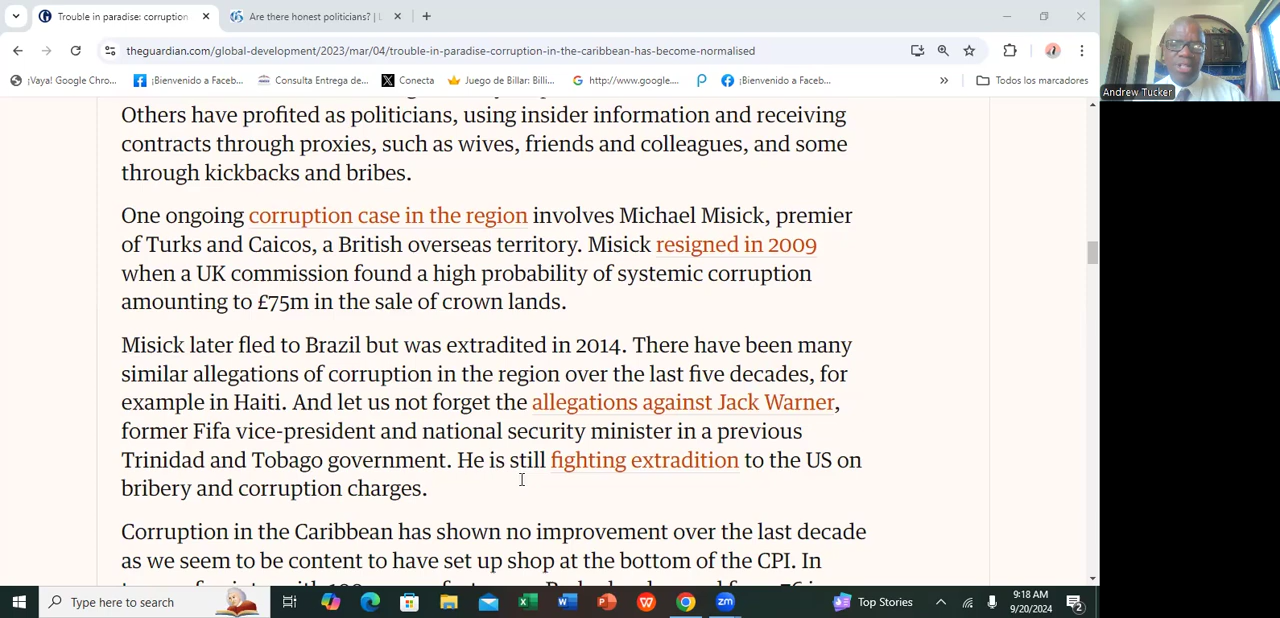 Trouble in paradise: corruption
Are there honest politicians? | L
theguardian.com/global-development/2023/mar/04/trouble-in-paradise-corruption-in-the-caribbean-has-become-normalised
¡Vaya! Google Chro...
¡Bienvenido a Faceb...
Consulta Entrega de...
Conecta
Juego de Billar: Billi...
http://www.google....
¡Bienvenido a Faceb...
»
Todos los marcadores
Andrew Tucker
Others have profited as politicians, using insider information and receiving
contracts through proxies, such as wives, friends and colleagues, and some
through kickbacks and bribes.
One ongoing corruption case in the region involves Michael Misick, premier
of Turks and Caicos, a British overseas territory. Misick resigned in 2009
when a UK commission found a high probability of systemic corruption
amounting to £75m in the sale of crown lands.
Misick later fled to Brazil but was extradited in 2014. There have been many
similar allegations of corruption in the region over the last five decades, for
example in Haiti. And let us not forget the allegations against Jack Warner,
former Fifa vice-president and national security minister in a previous
Trinidad and Tobago government. He is still fighting extradition to the US on
bribery and corruption charges.
Corruption in the Caribbean has shown no improvement over the last decade
as we seem to be content to have set up shop at the bottom of the CPI. In
Type here to search
Top Stories
9:18 AM
9/20/2024
2